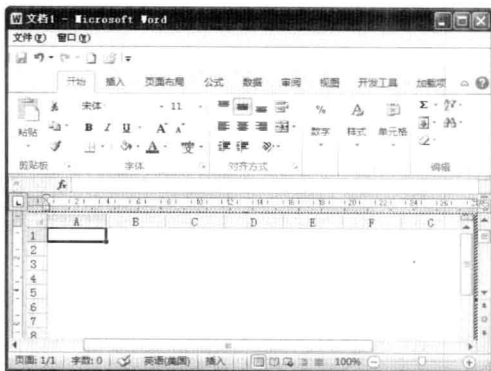 文档1 - Microsoft Word
文件(F) 窗口(W)
开始 插入 页面布局 公式 数据 审阅 视图 开发工具 加载项
宋体 11
B I U A A
粘贴 数字 样式 单元格
剪贴板 字体 对齐方式 编辑
fx
A B C D E F G
1
2
3
4
5
6
7
8
页面: 1/1 字数: 0 英语(美国) 插入 100%